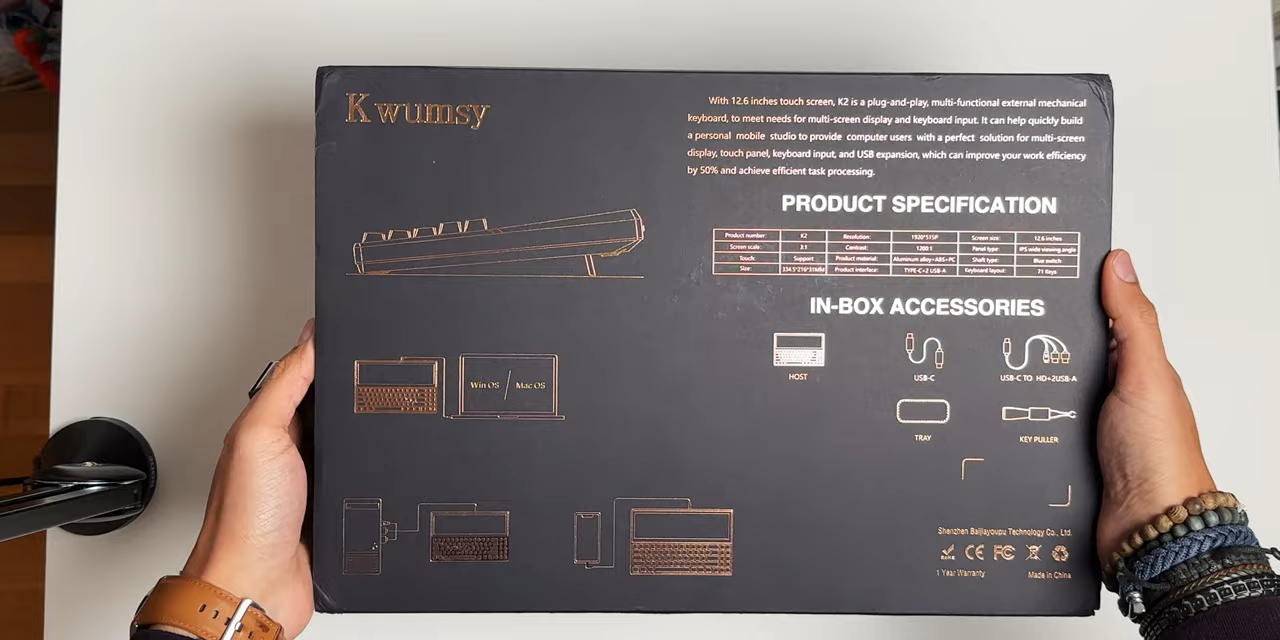 Kwumsy
With 12.6 inches touch screen, K2 is a plug-and-play, multi-functional external mechanical
keyboard, to meet needs for multi-screen display and keyboard input. It can help quickly build
a personal mobile studio to provide computer users with a perfect solution for multi-screen
display, touch panel, keyboard input, and USB expansion, which can improve your work efficiency
by 50% and achieve efficient task processing.
PRODUCT SPECIFICATION
Product number: K2 Resolution: 1920*515P Screen size: 12.6 inches
Screen scale: 3:1 Contrast: 1200:1 Panel type: IPS wide viewing angle
Touch: Support Product material: Aluminum alloy+ABS+PC Shaft type: Blue switch
Size: 334.5*216*31MM Product interface: TYPE-C+2 USB-A Keyboard layout: 71 Keys
IN-BOX ACCESSORIES
HOST USB-C USB-C TO HD+2USB-A
Win OS / Mac OS
TRAY KEY PULLER
Shenzhen Baijiayoupu Technology Co., Ltd.
CE FC
1 Year Warranty Made in China